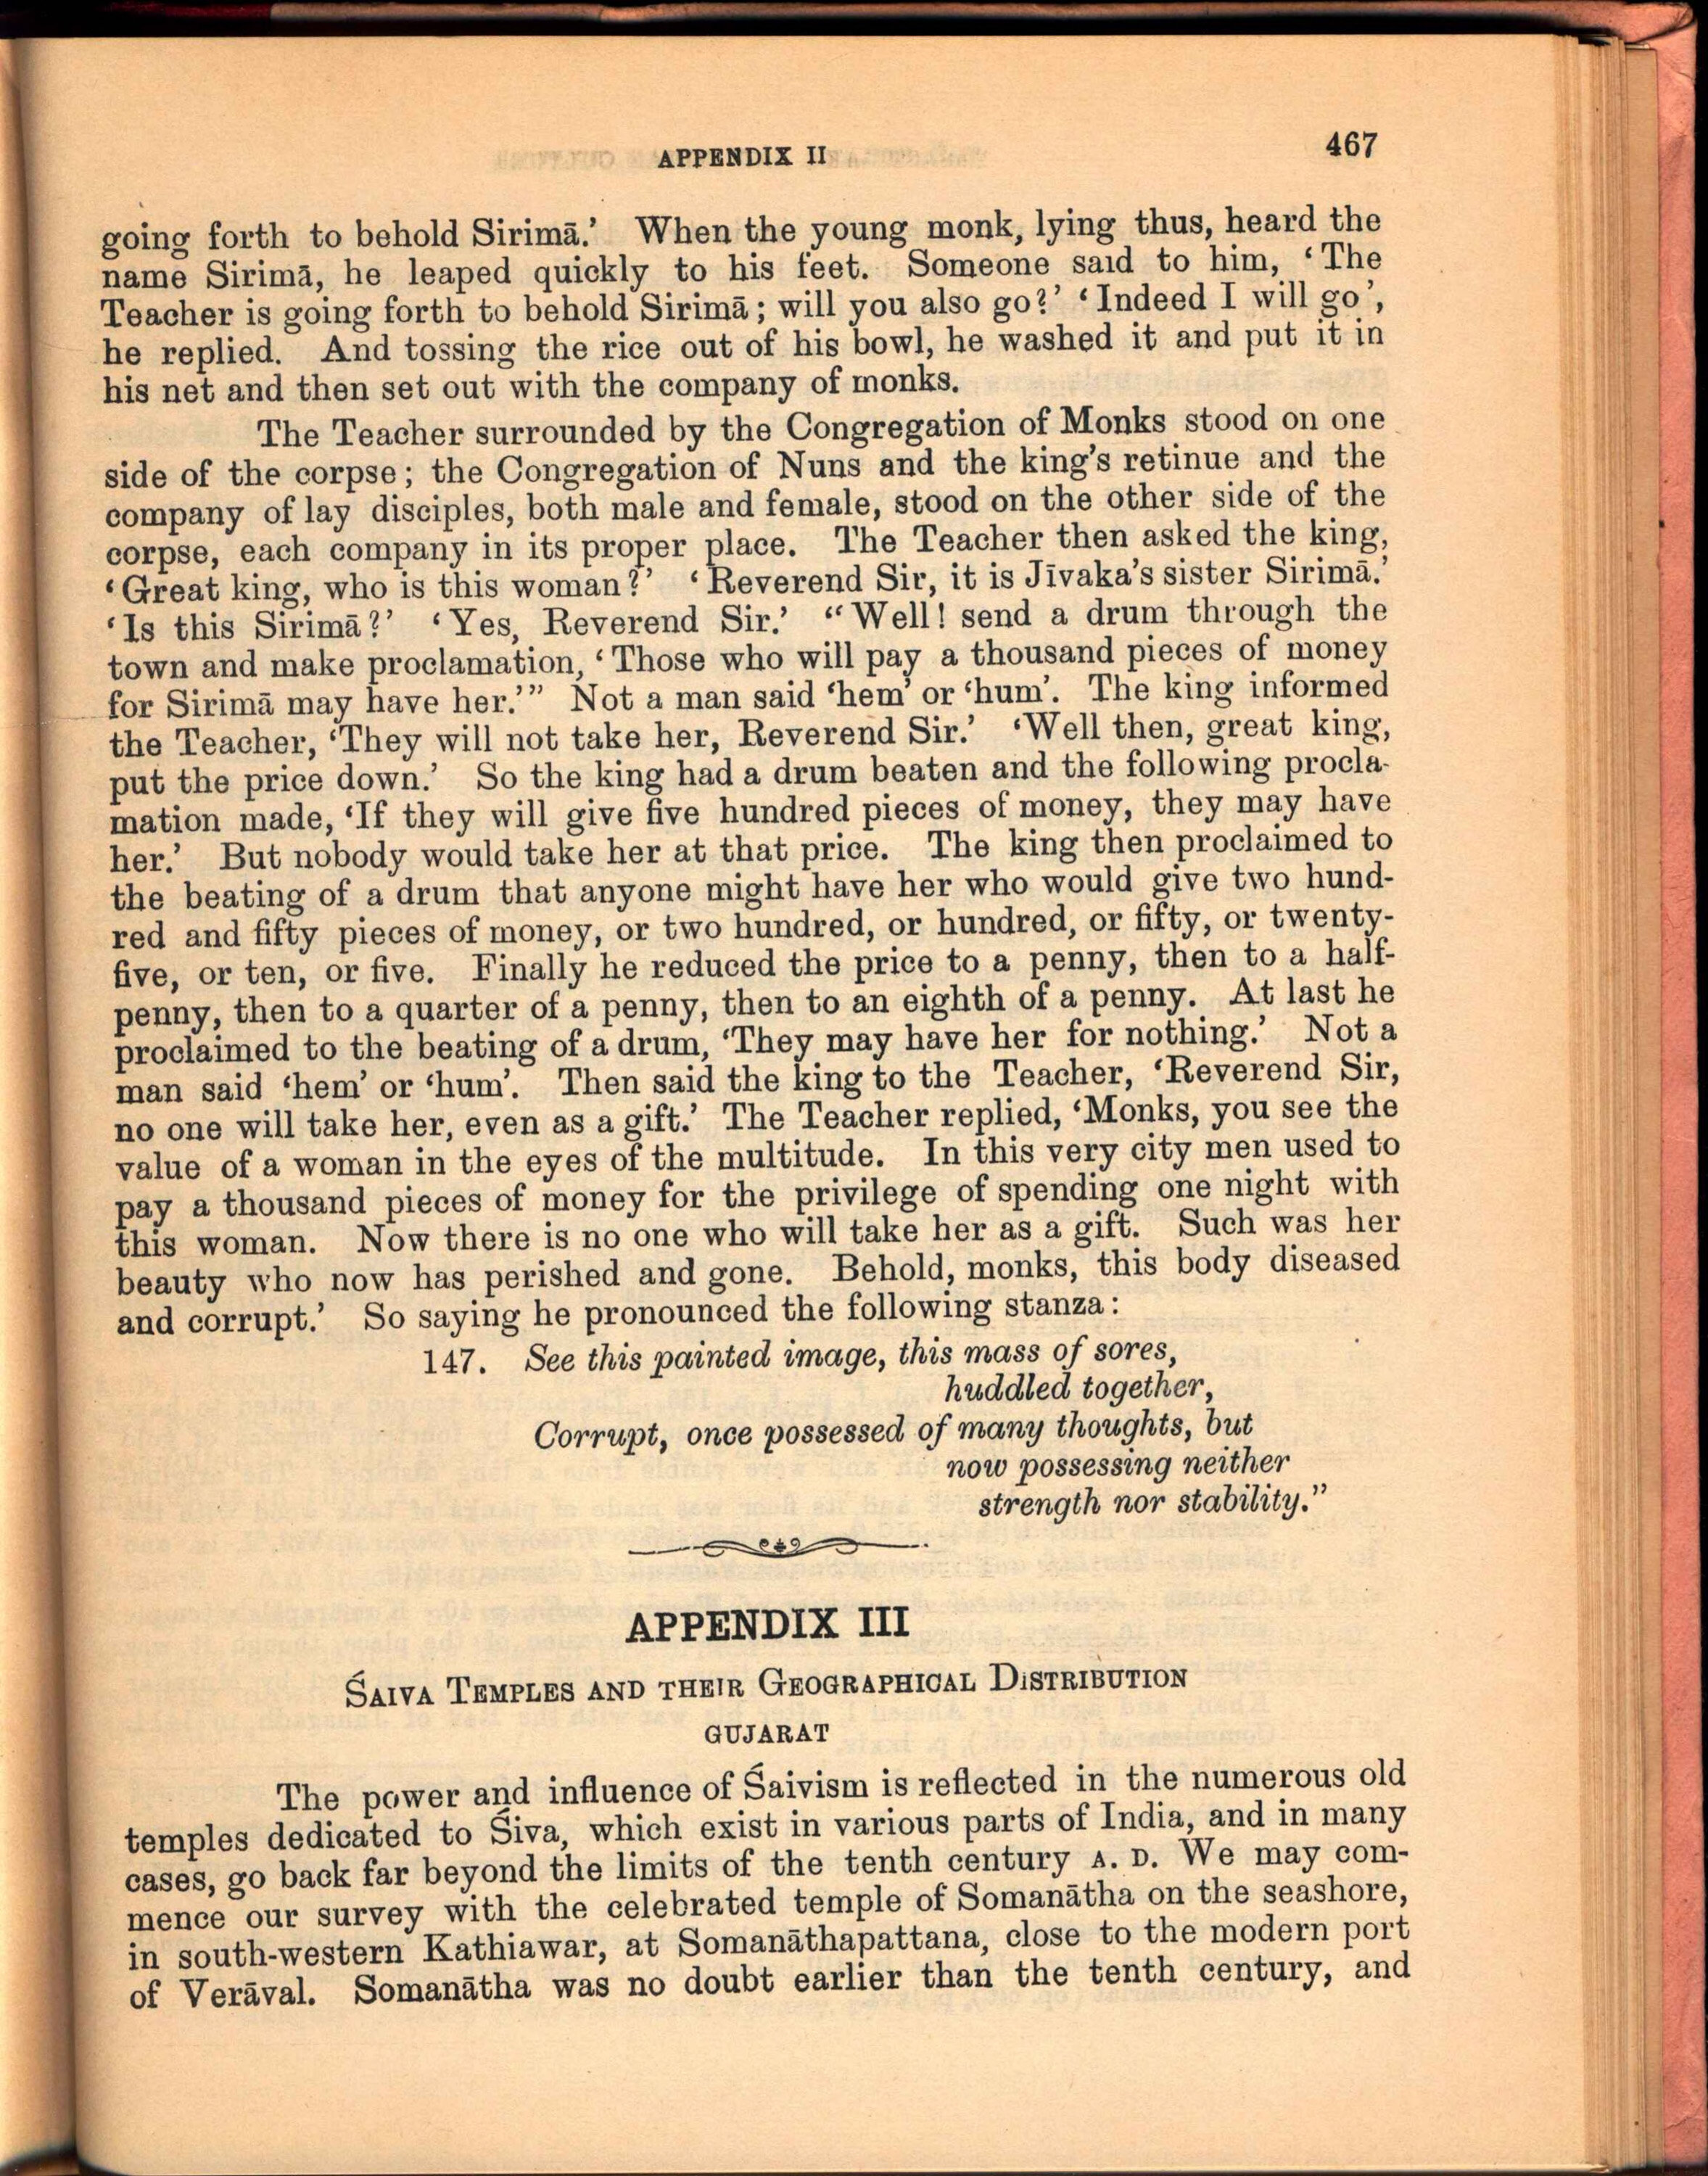 APPENDIX II
467
going forth to behold Sirimā.’ When the young monk, lying thus, heard the
name Sirimā, he leaped quickly to his feet. Someone said to him, ‘The
Teacher is going forth to behold Sirimā; will you also go?’ ‘Indeed I will go’,
he replied. And tossing the rice out of his bowl, he washed it and put it in
his net and then set out with the company of monks.
The Teacher surrounded by the Congregation of Monks stood on one
side of the corpse; the Congregation of Nuns and the king’s retinue and the
company of lay disciples, both male and female, stood on the other side of the
corpse, each company in its proper place. The Teacher then asked the king,
‘Great king, who is this woman?’ ‘Reverend Sir, it is Jīvaka’s sister Sirimā.’
‘Is this Sirimā?’ ‘Yes, Reverend Sir.’ “Well! send a drum through the
town and make proclamation, ‘Those who will pay a thousand pieces of money
for Sirimā may have her.’” Not a man said ‘hem’ or ‘hum’. The king informed
the Teacher, ‘They will not take her, Reverend Sir.’ ‘Well then, great king,
put the price down.’ So the king had a drum beaten and the following procla-
mation made, ‘If they will give five hundred pieces of money, they may have
her.’ But nobody would take her at that price. The king then proclaimed to
the beating of a drum that anyone might have her who would give two hund-
red and fifty pieces of money, or two hundred, or hundred, or fifty, or twenty-
five, or ten, or five. Finally he reduced the price to a penny, then to a half-
penny, then to a quarter of a penny, then to an eighth of a penny. At last he
proclaimed to the beating of a drum, ‘They may have her for nothing.’ Not a
man said ‘hem’ or ‘hum’. Then said the king to the Teacher, ‘Reverend Sir,
no one will take her, even as a gift.’ The Teacher replied, ‘Monks, you see the
value of a woman in the eyes of the multitude. In this very city men used to
pay a thousand pieces of money for the privilege of spending one night with
this woman. Now there is no one who will take her as a gift. Such was her
beauty who now has perished and gone. Behold, monks, this body diseased
and corrupt.’ So saying he pronounced the following stanza:
147. See this painted image, this mass of sores,
huddled together,
Corrupt, once possessed of many thoughts, but
now possessing neither
strength nor stability.”
APPENDIX III
ŚAIVA TEMPLES AND THEIR GEOGRAPHICAL DISTRIBUTION
GUJARAT
The power and influence of Śaivism is reflected in the numerous old
temples dedicated to Śiva, which exist in various parts of India, and in many
cases, go back far beyond the limits of the tenth century A. D. We may com-
mence our survey with the celebrated temple of Somanātha on the seashore,
in south-western Kathiawar, at Somanāthapattana, close to the modern port
of Verāval. Somanātha was no doubt earlier than the tenth century, and